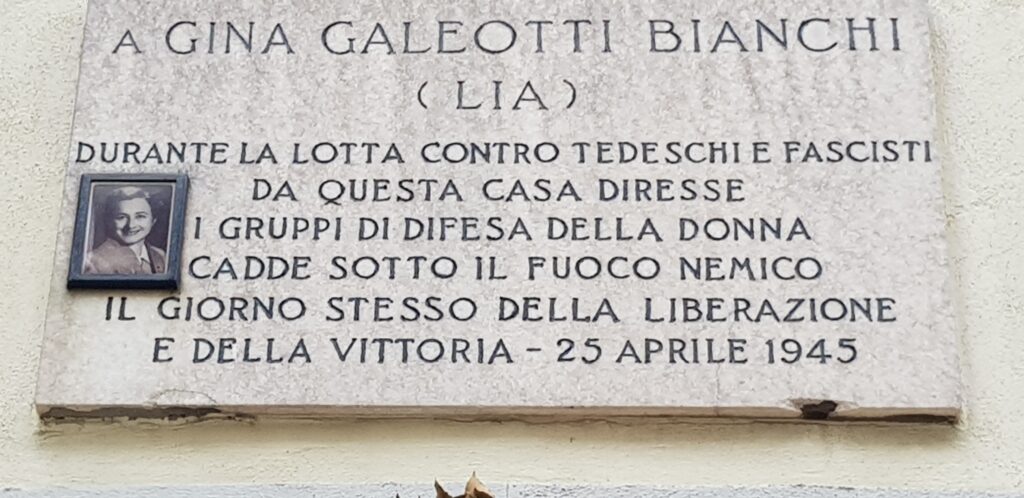 A GINA GALEOTTI BIANCHI
( LIA )
DURANTE LA LOTTA CONTRO TEDESCHI E FASCISTI
DA QUESTA CASA DIRESSE
I GRUPPI DI DIFESA DELLA DONNA
CADDE SOTTO IL FUOCO NEMICO
IL GIORNO STESSO DELLA LIBERAZIONE
E DELLA VITTORIA - 25 APRILE 1945